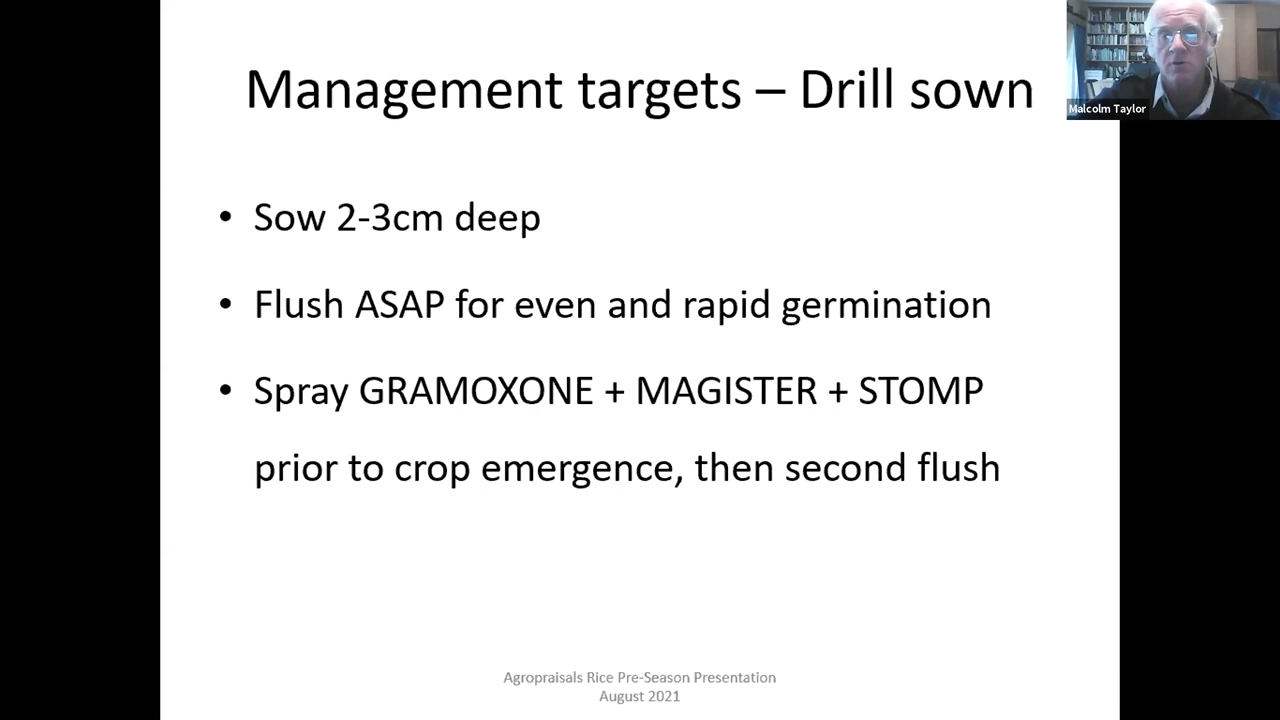 Management targets – Drill sown
Malcolm Taylor
• Sow 2-3cm deep
• Flush ASAP for even and rapid germination
• Spray GRAMOXONE + MAGISTER + STOMP
prior to crop emergence, then second flush
Agropraisals Rice Pre-Season Presentation
August 2021